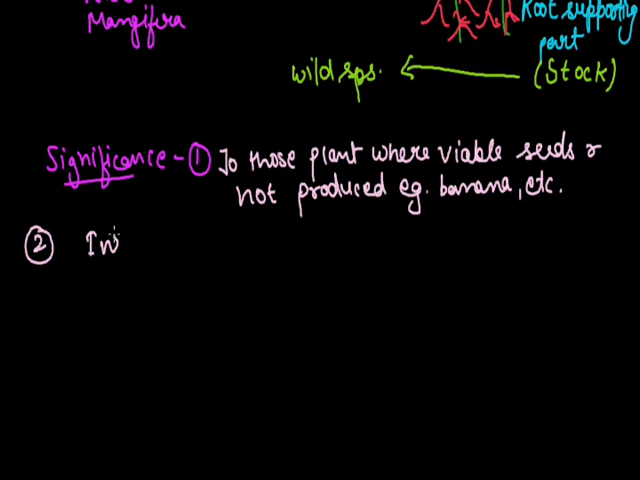 Mangifera
Root supporting
part
(Stock)
wild sps.
Significance - ① To those plant where viable seeds r
not produced eg. banana, etc.
② In